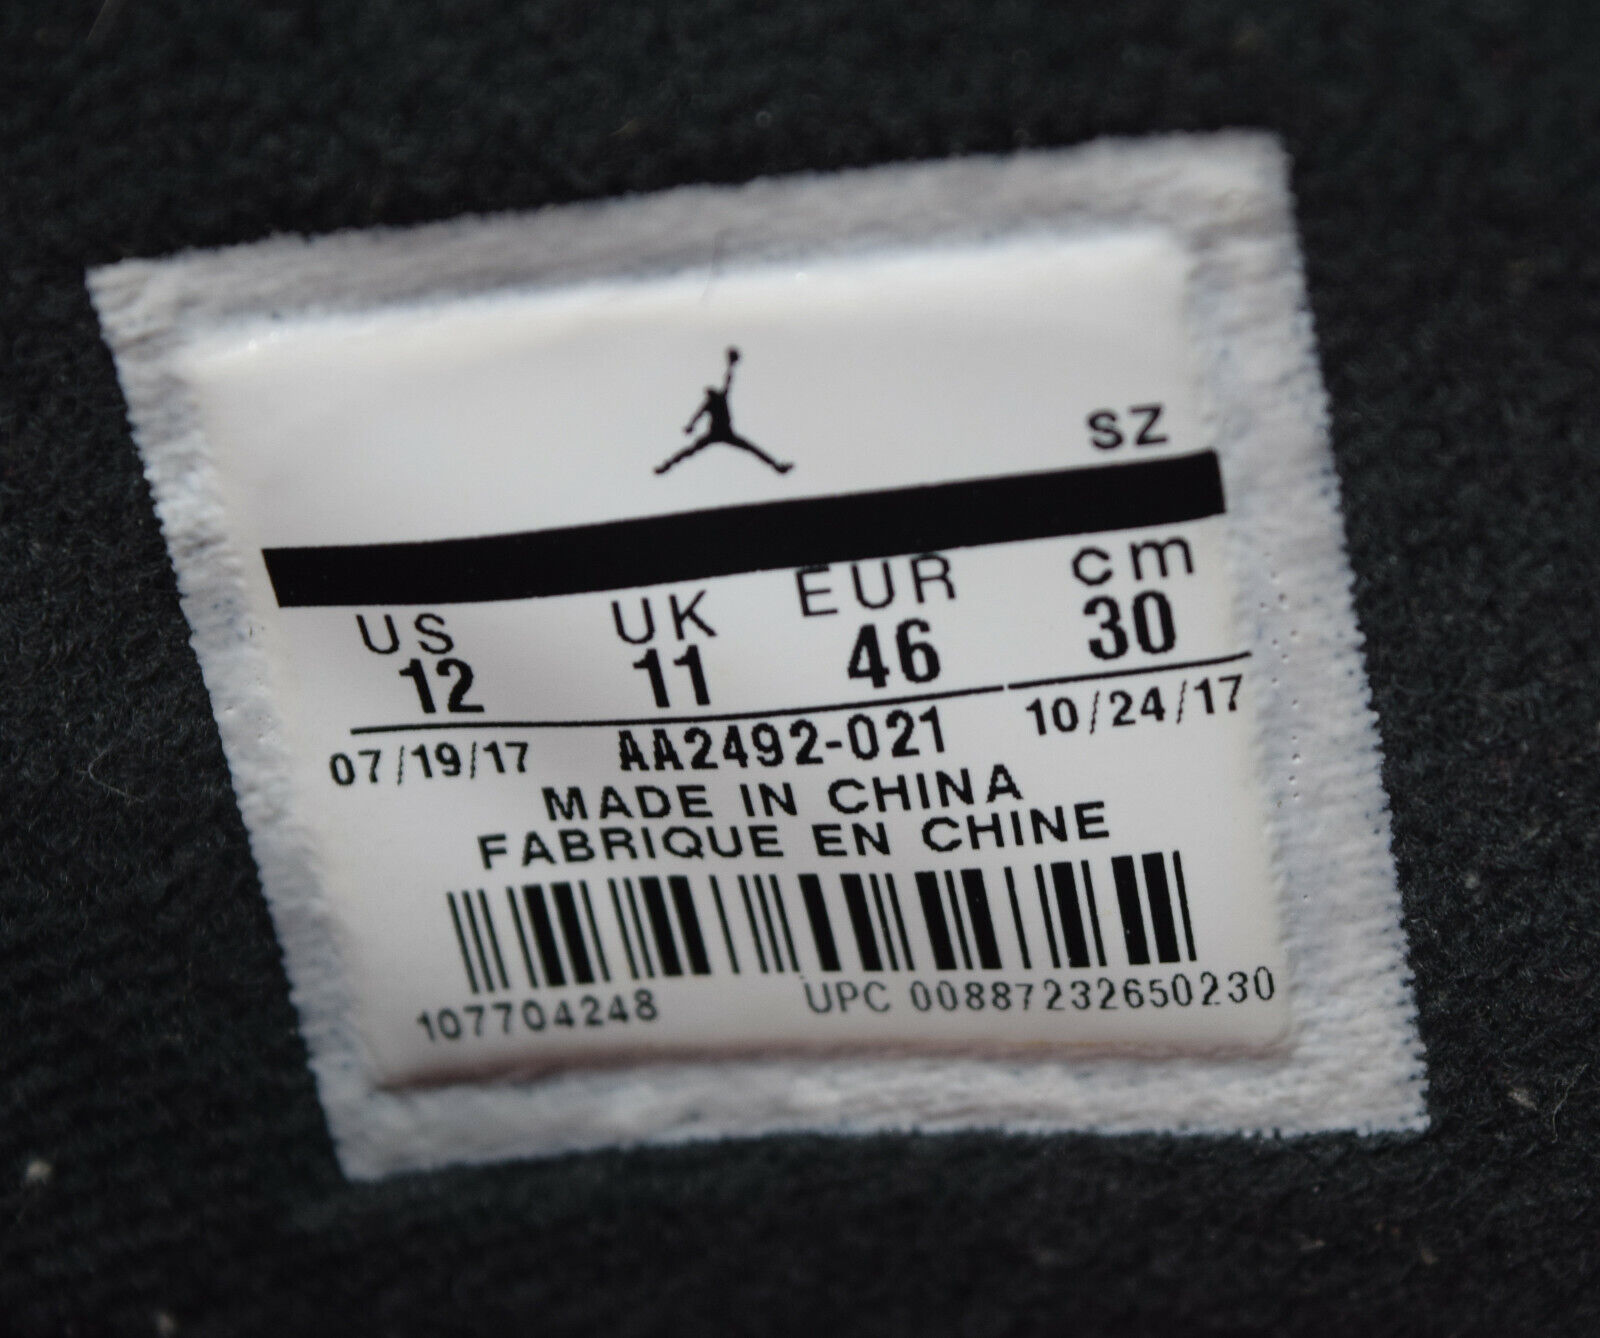 SZ
US UK EUR cm
12 11 46 30
07/19/17 AA2492-021 10/24/17
MADE IN CHINA
FABRIQUE EN CHINE
107704248 UPC 00887232650230